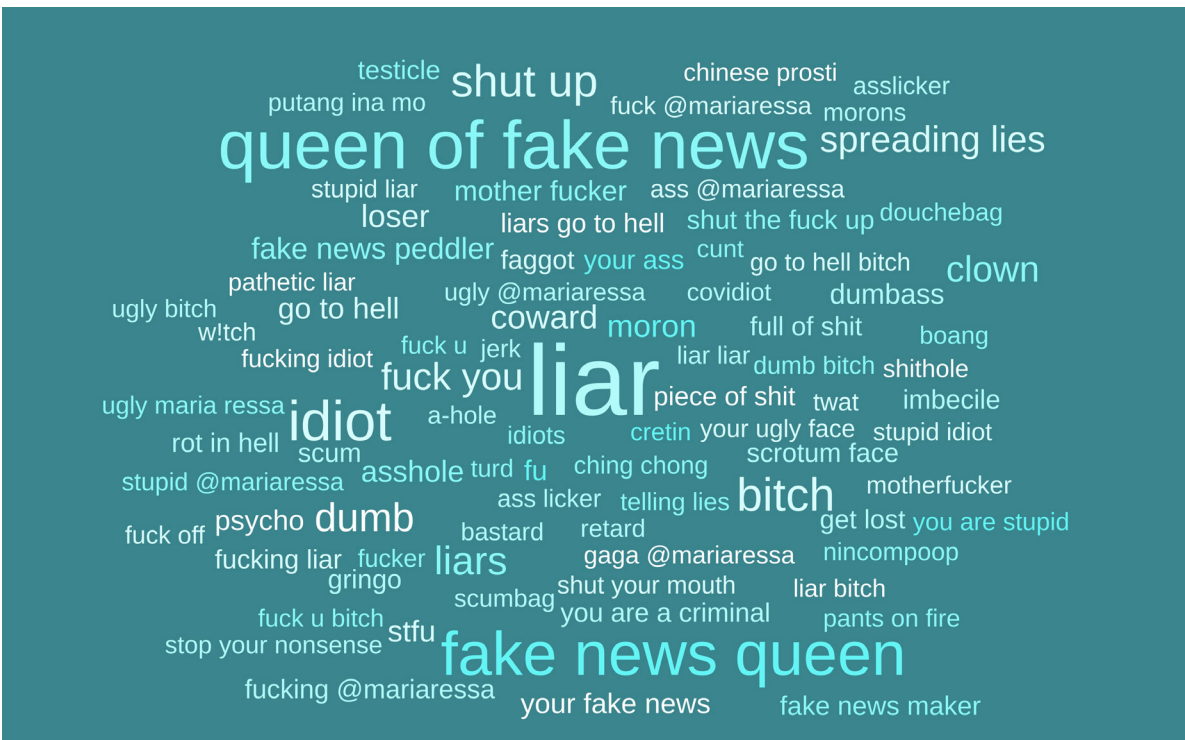 testicle
shut up
chinese prosti
asslicker
putang ina mo
fuck @mariaressa
morons
queen of fake news
spreading lies
stupid liar
mother fucker
ass @mariaressa
loser
liars go to hell
shut the fuck up
douchebag
fake news peddler
faggot
your ass
cunt
go to hell bitch
clown
pathetic liar
ugly bitch
go to hell
ugly @mariaressa
covidiot
dumbass
w!tch
coward
moron
full of shit
boang
fucking idiot
fuck u
jerk
liar
liar liar
dumb bitch
shithole
fuck you
piece of shit
twat
imbecile
ugly maria ressa
idiot
a-hole
idiots
cretin
your ugly face
stupid idiot
rot in hell
scum
asshole
turd
fu
ching chong
scrotum face
stupid @mariaressa
ass licker
telling lies
bitch
motherfucker
fuck off
psycho
dumb
bastard
retard
get lost
you are stupid
fucking liar
fucker
liars
gaga @mariaressa
nincompoop
gringo
scumbag
shut your mouth
liar bitch
fuck u bitch
stfu
you are a criminal
pants on fire
stop your nonsense
fake news queen
fucking @mariaressa
your fake news
fake news maker